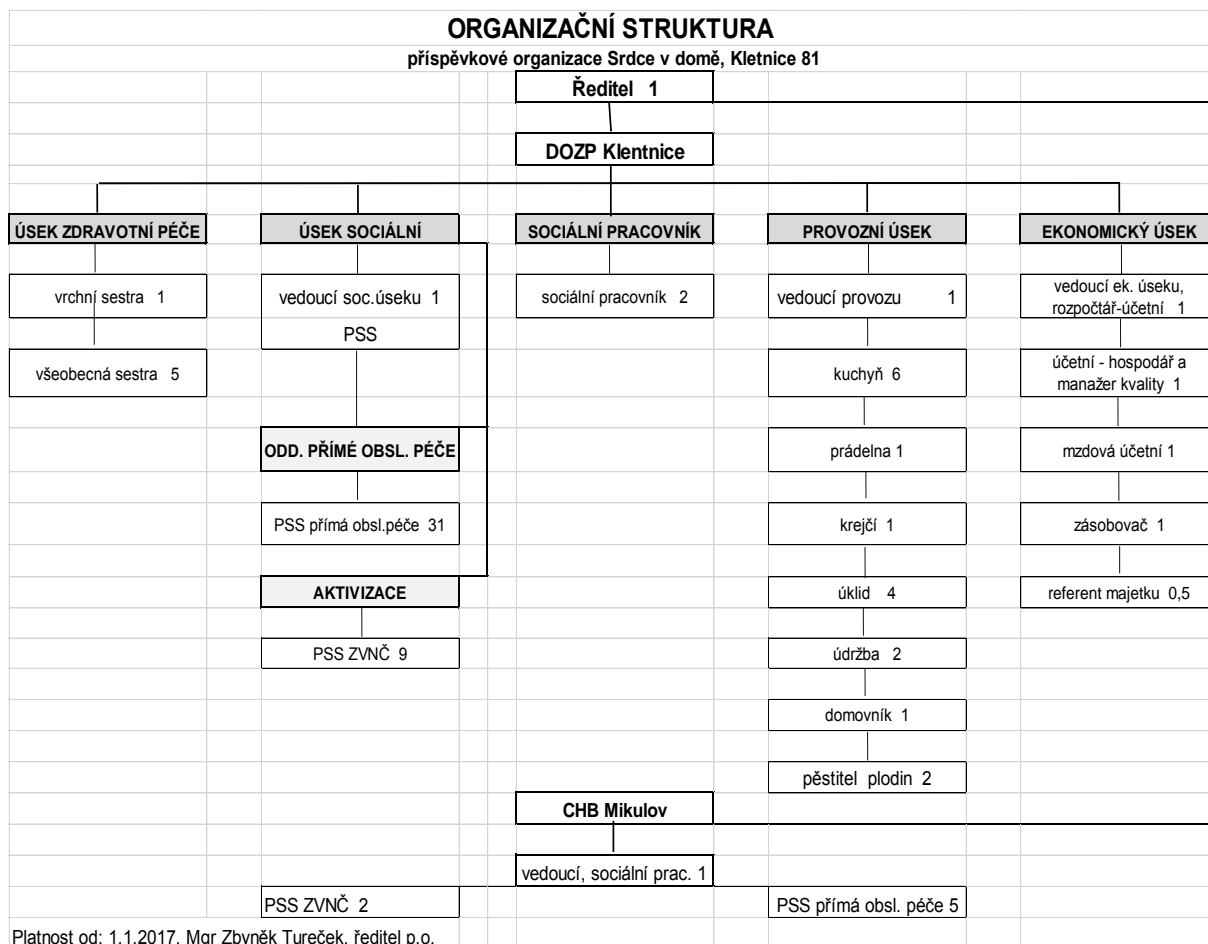 ORGANIZAČNÍ STRUKTURA
příspěvkové organizace Srdce v domě, Kletnice 81
Ředitel 1
DOZP Klentnice
ÚSEK ZDRAVOTNÍ PÉČE
vrchní sestra 1
všeobecná sestra 5
ÚSEK SOCIÁLNÍ
vedoucí soc.úseku 1
PSS
ODD. PŘÍMÉ OBSL. PÉČE
PSS přímá obsl.péče 31
AKTIVIZACE
PSS ZVNČ 9
SOCIÁLNÍ PRACOVNÍK
sociální pracovník 2
PROVOZNÍ ÚSEK
vedoucí provozu 1
kuchyň 6
prádelna 1
krejčí 1
úklid 4
údržba 2
domovník 1
pěstitel plodin 2
EKONOMICKÝ ÚSEK
vedoucí ek. úseku,
rozpočtář-účetní 1
účetní - hospodář a
manažer kvality 1
mzdová účetní 1
zásobovač 1
referent majetku 0,5
CHB Mikulov
vedoucí, sociální prac. 1
PSS ZVNČ 2
PSS přímá obsl. péče 5
Platnost od: 1.1.2017, Mgr Zbyněk Tureček, ředitel p.o.